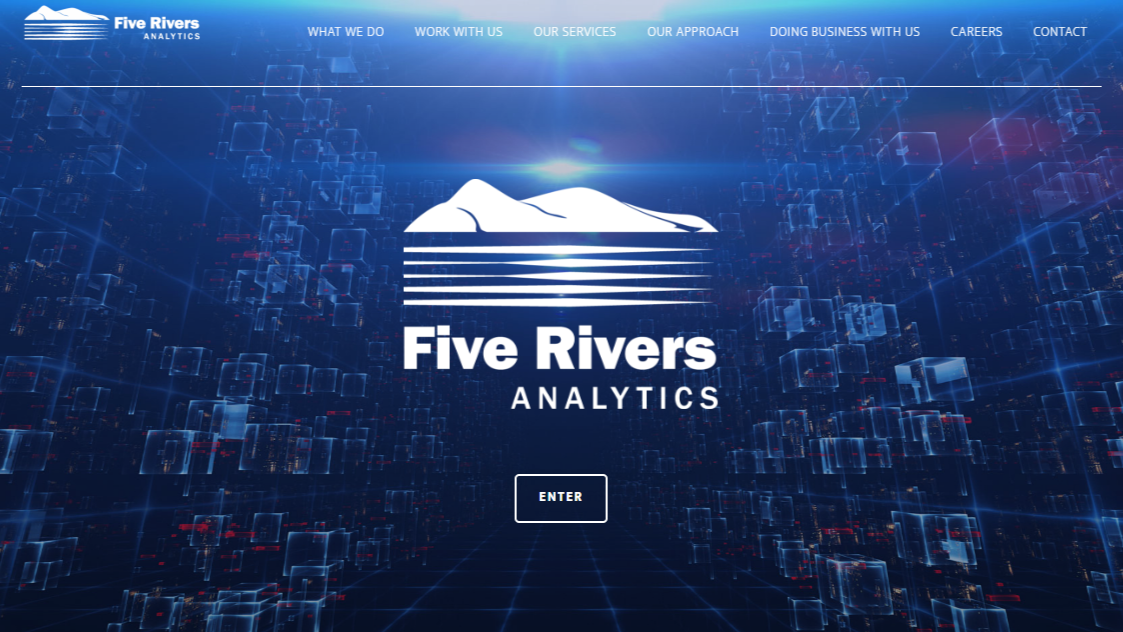 Five Rivers
ANALYTICS
WHAT WE DO
WORK WITH US
OUR SERVICES
OUR APPROACH
DOING BUSINESS WITH US
CAREERS
CONTACT
Five Rivers
ANALYTICS
ENTER